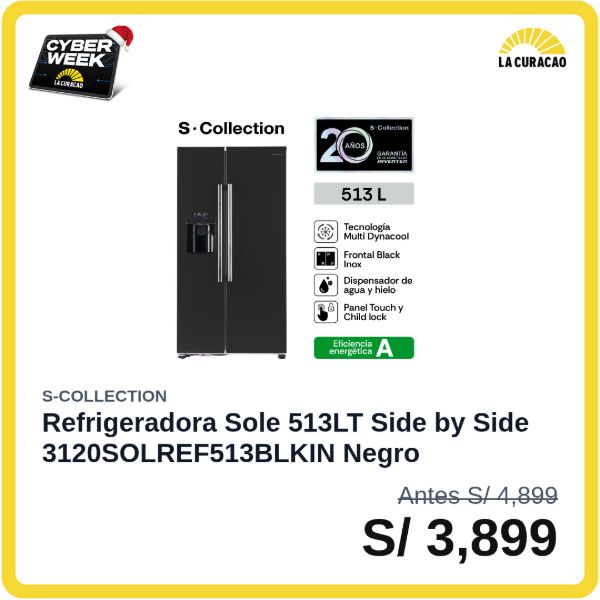 CYBER
WEEK
LA CURACAO
LA CURACAO
S·Collection
S·Collection
20 AÑOS
GARANTÍA
INVERTER
513 L
Tecnología
Multi Dynacool
Frontal Black
Inox
Dispensador de
agua y hielo
Panel Touch y
Child lock
Eficiencia
energética A
S-COLLECTION
Refrigeradora Sole 513LT Side by Side
3120SOLREF513BLKIN Negro
Antes S/ 4,899
S/ 3,899